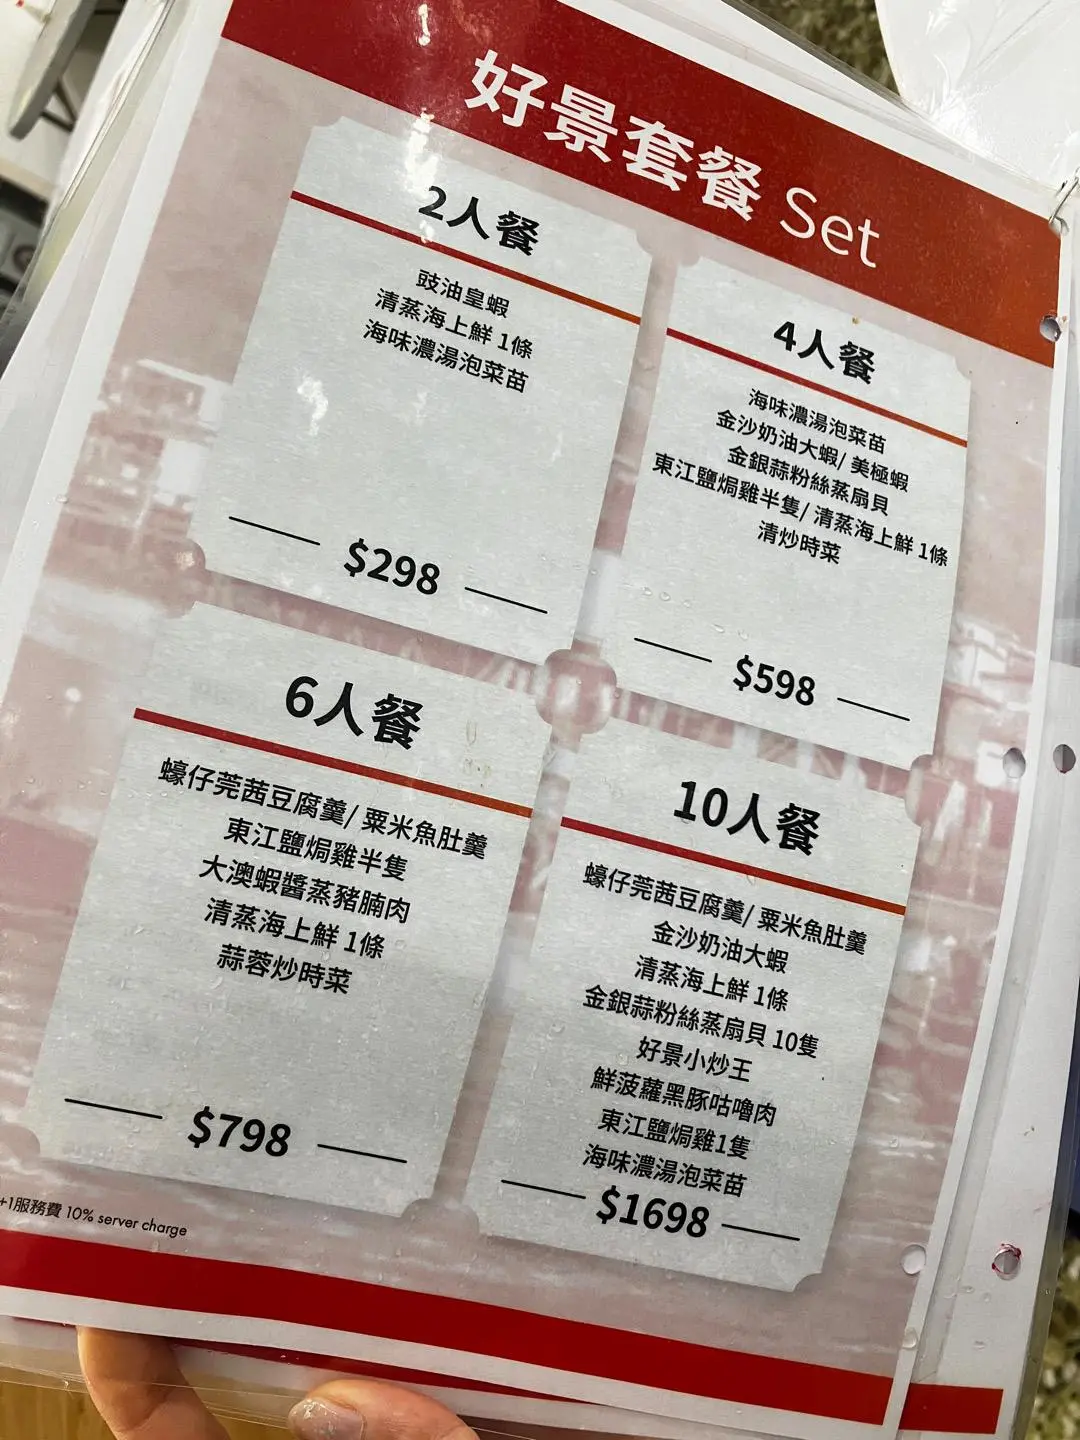 好景套餐 Set
2人餐
豉油皇蝦
清蒸海上鮮 1條
海味濃湯泡菜苗
$298
4人餐
海味濃湯泡菜苗
金沙奶油大蝦/ 美極蝦
金銀蒜粉絲蒸扇貝
東江鹽焗雞半隻/ 清蒸海上鮮 1條
清炒時菜
$598
6人餐
蠔仔莞茜豆腐羹/ 粟米魚肚羹
東江鹽焗雞半隻
大澳蝦醬蒸豬腩肉
清蒸海上鮮 1條
蒜蓉炒時菜
$798
10人餐
蠔仔莞茜豆腐羹/ 粟米魚肚羹
金沙奶油大蝦
清蒸海上鮮 1條
金銀蒜粉絲蒸扇貝 10隻
好景小炒王
鮮菠蘿黑豚咕嚕肉
東江鹽焗雞1隻
海味濃湯泡菜苗
$1698
+1服務費 10% server charge